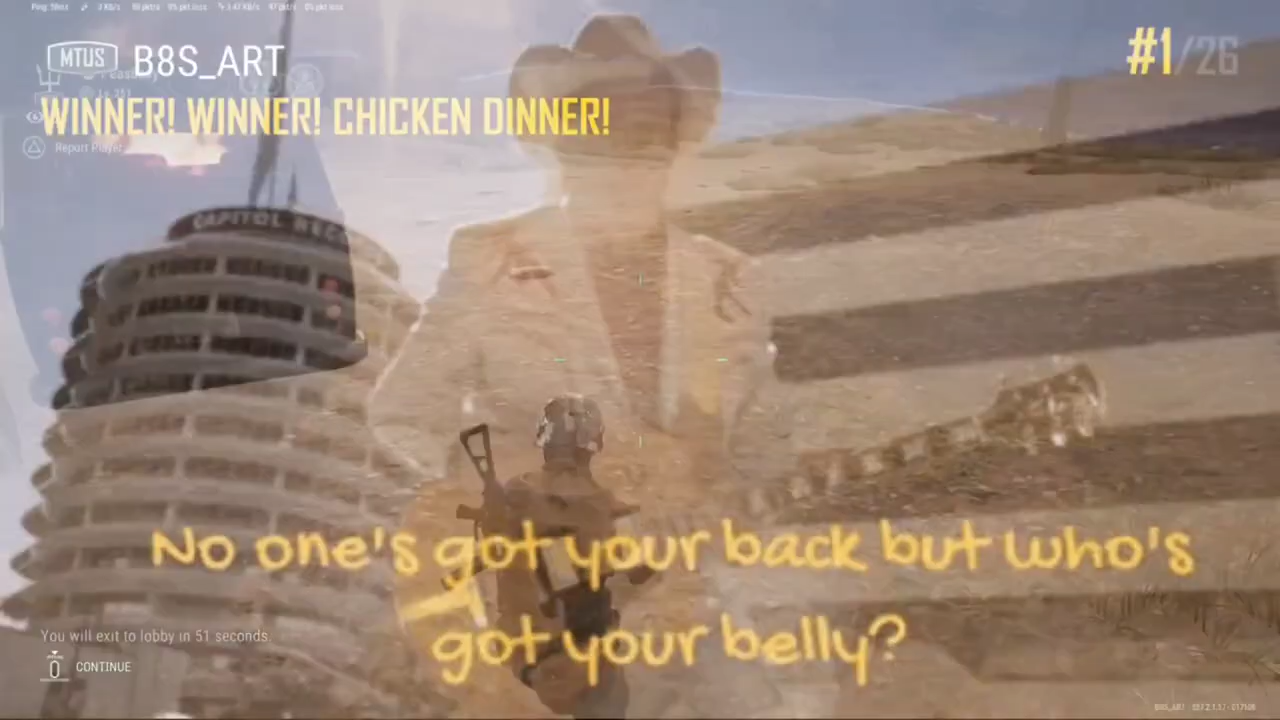 MTUS B8S_ART
#1/26
WINNER! WINNER! CHICKEN DINNER!
Report Player
CAPITOL REC
No one's got your back but who's
got your belly?
You will exit to lobby in 51 seconds.
CONTINUE